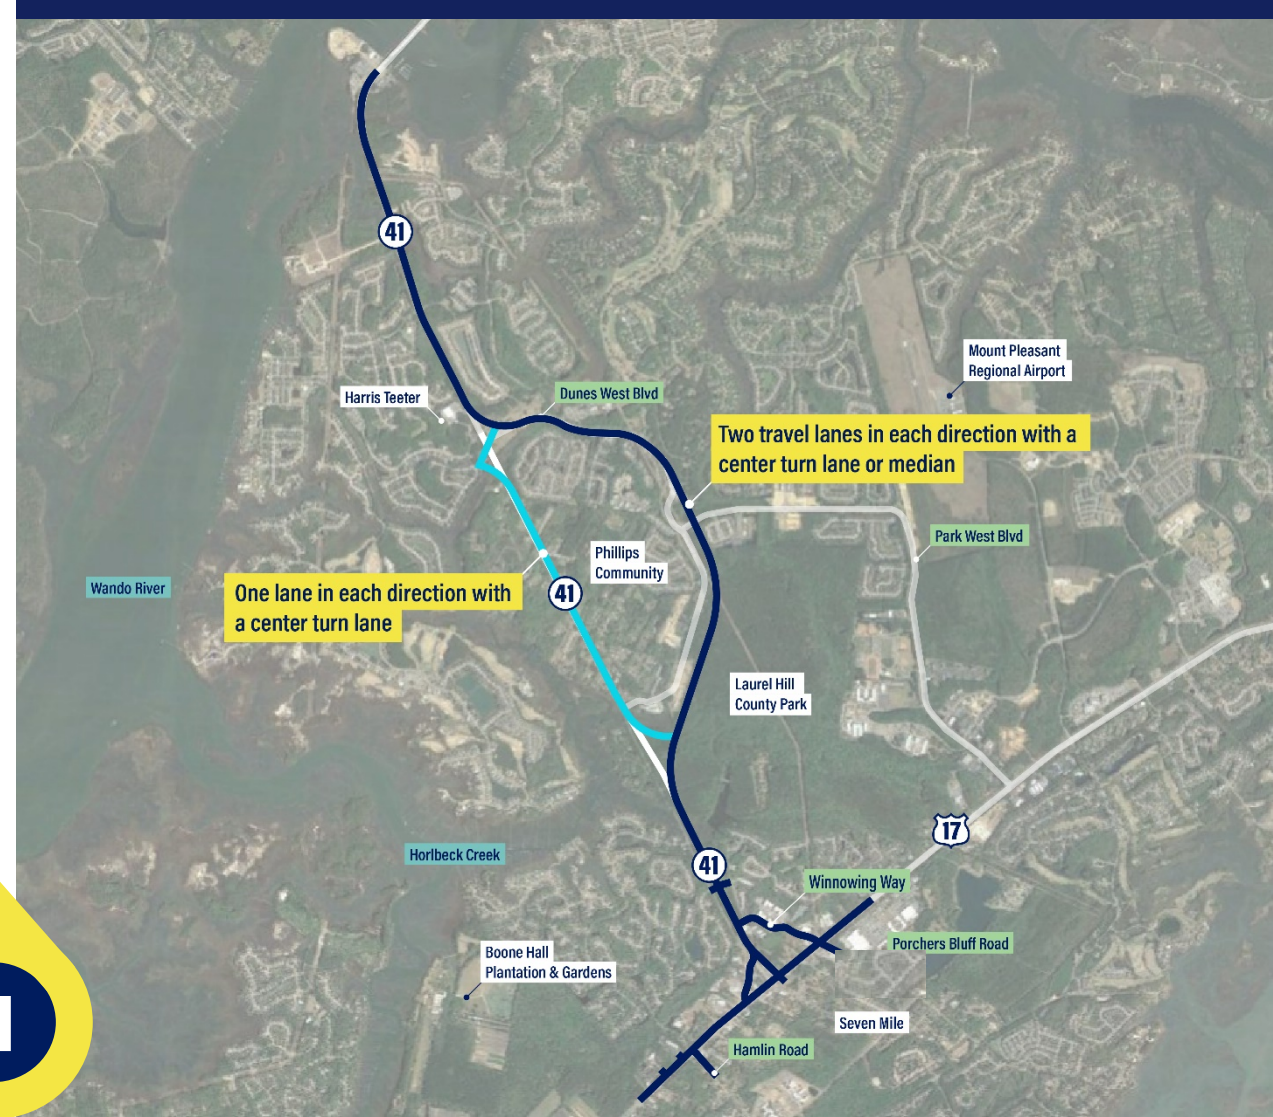 41
Mount Pleasant
Regional Airport
Harris Teeter
Dunes West Blvd
Two travel lanes in each direction with a
center turn lane or median
Park West Blvd
Phillips
Community
Wando River
One lane in each direction with
a center turn lane
41
Laurel Hill
County Park
17
Horlbeck Creek
41
Winnowing Way
Porchers Bluff Road
Boone Hall
Plantation & Gardens
Seven Mile
Hamlin Road